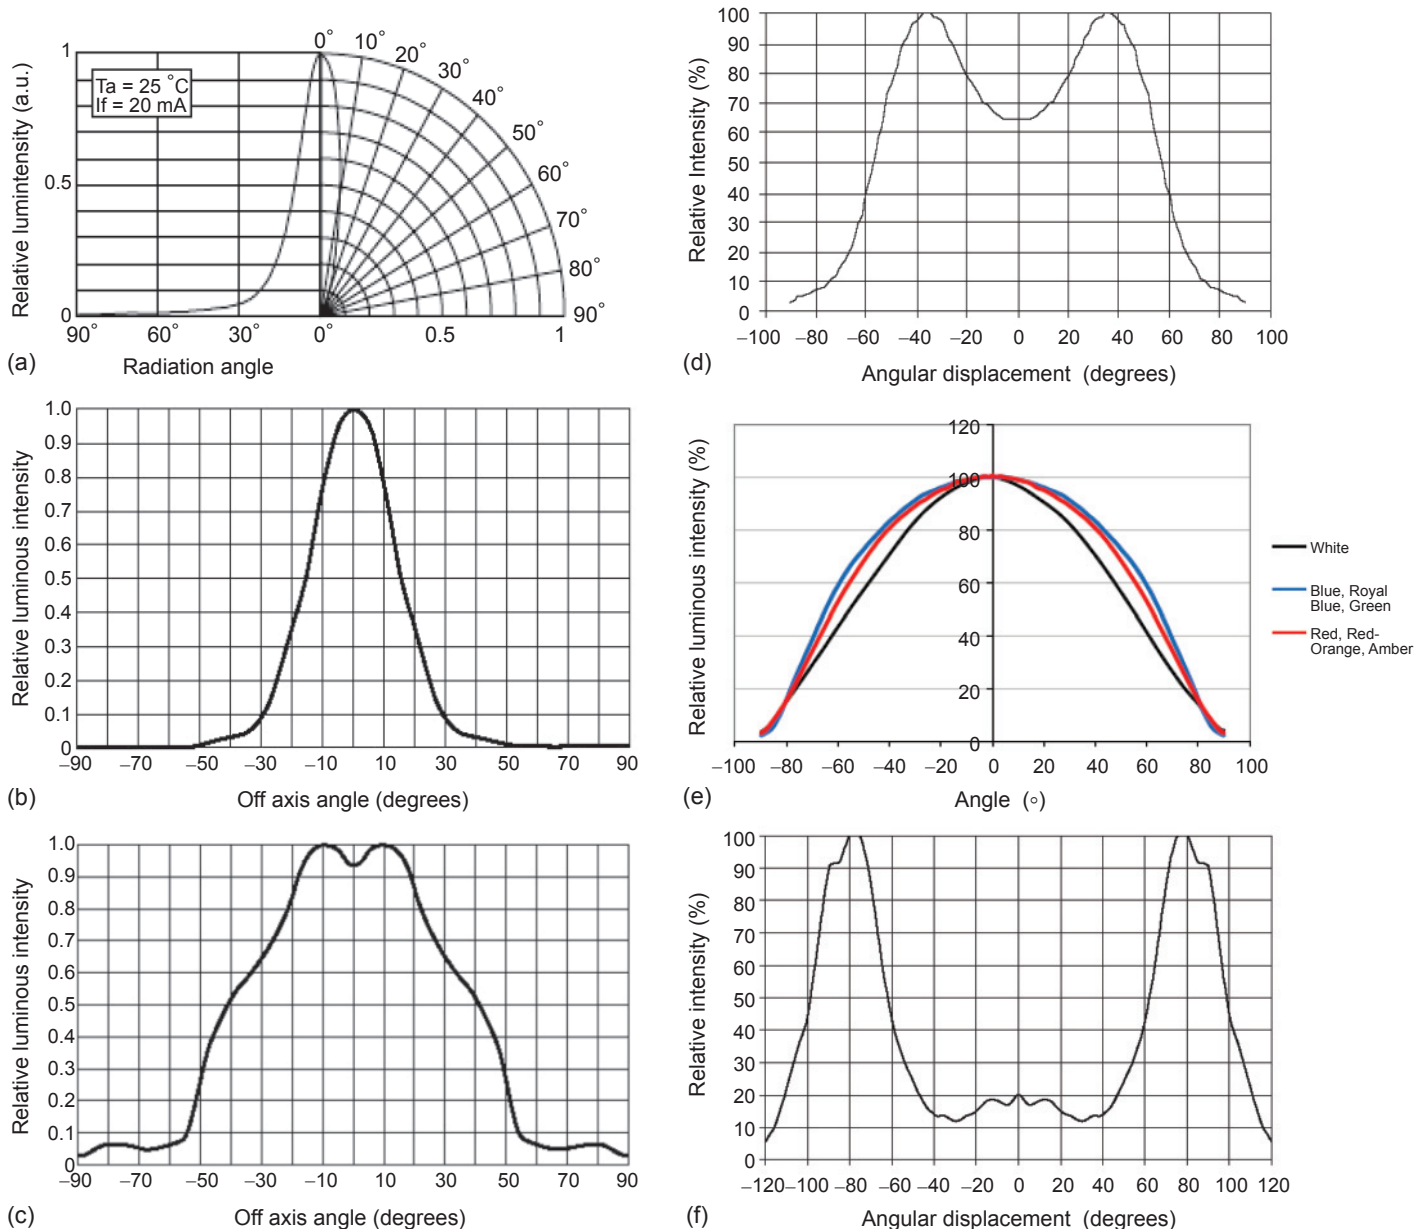 Relative lumintensity (a.u.)
Ta = 25 °C
If = 20 mA
1
0.5
0
0° 10° 20° 30° 40° 50° 60° 70° 80° 90°
90° 60° 30° 0° 0.5 1
Radiation angle
(a)
Relative luminous intensity
1.0
0.9
0.8
0.7
0.6
0.5
0.4
0.3
0.2
0.1
0
−90 −70 −50 −30 −10 10 30 50 70 90
Off axis angle (degrees)
(b)
Relative luminous intensity
1.0
0.9
0.8
0.7
0.6
0.5
0.4
0.3
0.2
0.1
0
−90 −70 −50 −30 −10 10 30 50 70 90
Off axis angle (degrees)
(c)
Relative Intensity (%)
100
90
80
70
60
50
40
30
20
10
0
−100 −80 −60 −40 −20 0 20 40 60 80 100
Angular displacement (degrees)
(d)
Relative luminous intensity (%)
120
100
80
60
40
20
0
−100 −80 −60 −40 −20 0 20 40 60 80 100
Angle (○)
White
Blue, Royal
Blue, Green
Red, Red-
Orange, Amber
(e)
Relative intensity (%)
100
90
80
70
60
50
40
30
20
10
0
−120−100 −80 −60 −40 −20 0 20 40 60 80 100 120
Angular displacement (degrees)
(f)